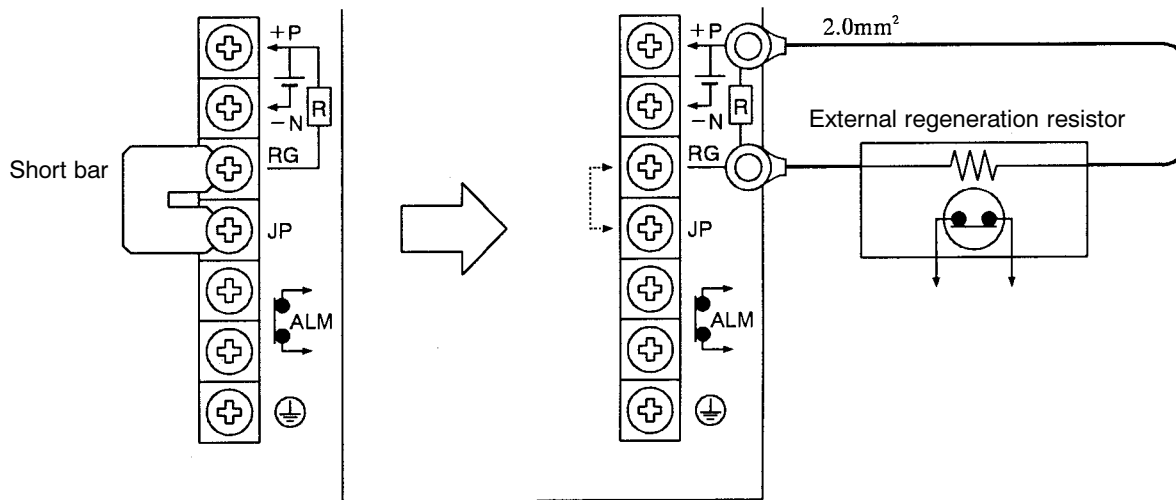 +P
−N
R
RG
Short bar
JP
ALM
+P
−N
R
RG
JP
ALM
2.0mm²
External regeneration resistor